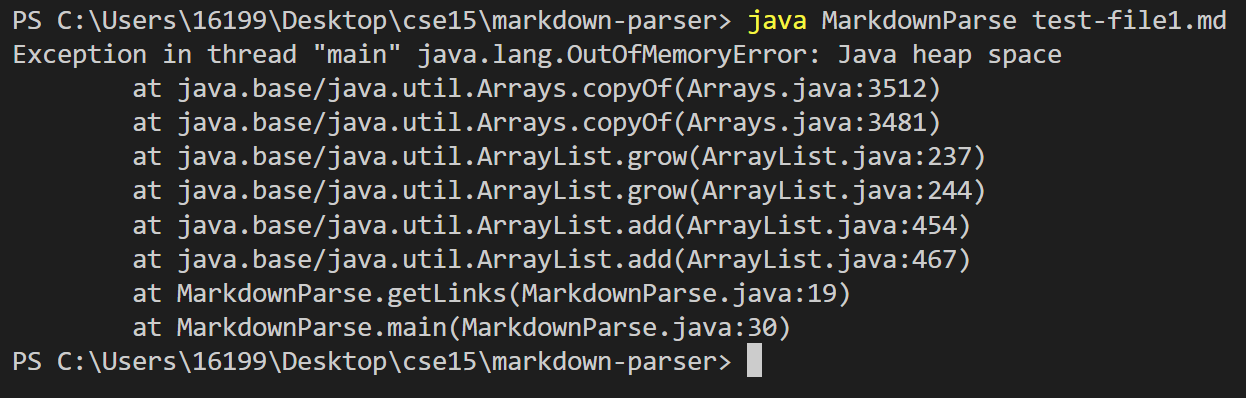 PS C:\Users\16199\Desktop\cse15\markdown-parser> java MarkdownParse test-file1.md
Exception in thread "main" java.lang.OutOfMemoryError: Java heap space
        at java.base/java.util.Arrays.copyOf(Arrays.java:3512)
        at java.base/java.util.Arrays.copyOf(Arrays.java:3481)
        at java.base/java.util.ArrayList.grow(ArrayList.java:237)
        at java.base/java.util.ArrayList.grow(ArrayList.java:244)
        at java.base/java.util.ArrayList.add(ArrayList.java:454)
        at java.base/java.util.ArrayList.add(ArrayList.java:467)
        at MarkdownParse.getLinks(MarkdownParse.java:19)
        at MarkdownParse.main(MarkdownParse.java:30)
PS C:\Users\16199\Desktop\cse15\markdown-parser>